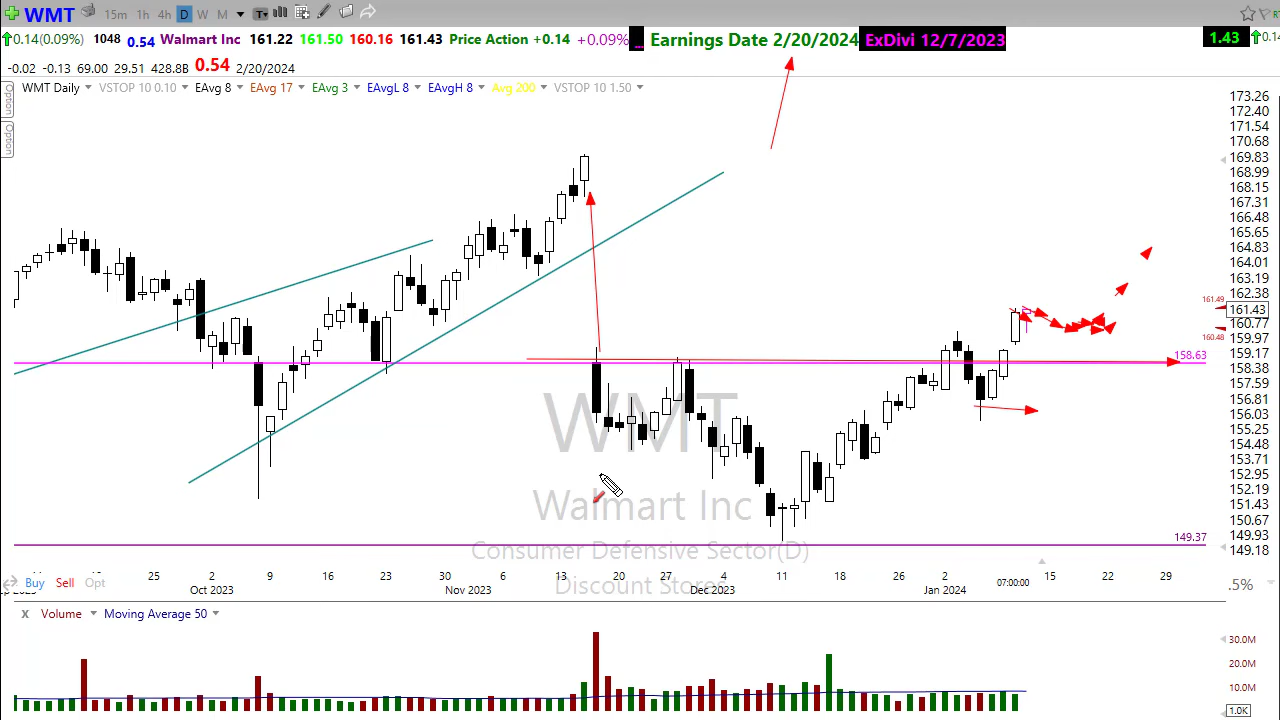 WMT 15m 1h 4h D W M T
0.14(0.09%) 1048 0.54 Walmart Inc 161.22 161.50 160.16 161.43 Price Action +0.14 +0.09% ... Earnings Date 2/20/2024 ExDivi 12/7/2023 1.43 0.14
-0.02 -0.13 69.00 29.51 428.8B 0.54 2/20/2024
WMT Daily VSTOP 10 0.10 EAvg 8 EAvg 17 EAvg 3 EAvgL 8 EAvgH 8 Avg 200 VSTOP 10 1.50
Option
Option
173.26
172.40
171.54
170.68
169.83
168.99
168.15
167.31
166.48
165.65
164.83
164.01
163.19
162.38
161.49
161.43
160.77
160.48
159.97
159.17
158.63
158.38
157.59
156.81
156.03
155.25
154.48
153.71
152.95
152.19
151.43
150.67
149.93
149.37
149.18
WMT
Walmart Inc
Consumer Defensive Sector(D)
Discount Stores
25 2 9 16 23 30 6 13 20 27 4 11 18 26 2 07:00:00 15 22 29
Oct 2023 Nov 2023 Dec 2023 Jan 2024
Buy Sell Opt
.5%
X Volume Moving Average 50
30.0M
20.0M
10.0M
1.0K